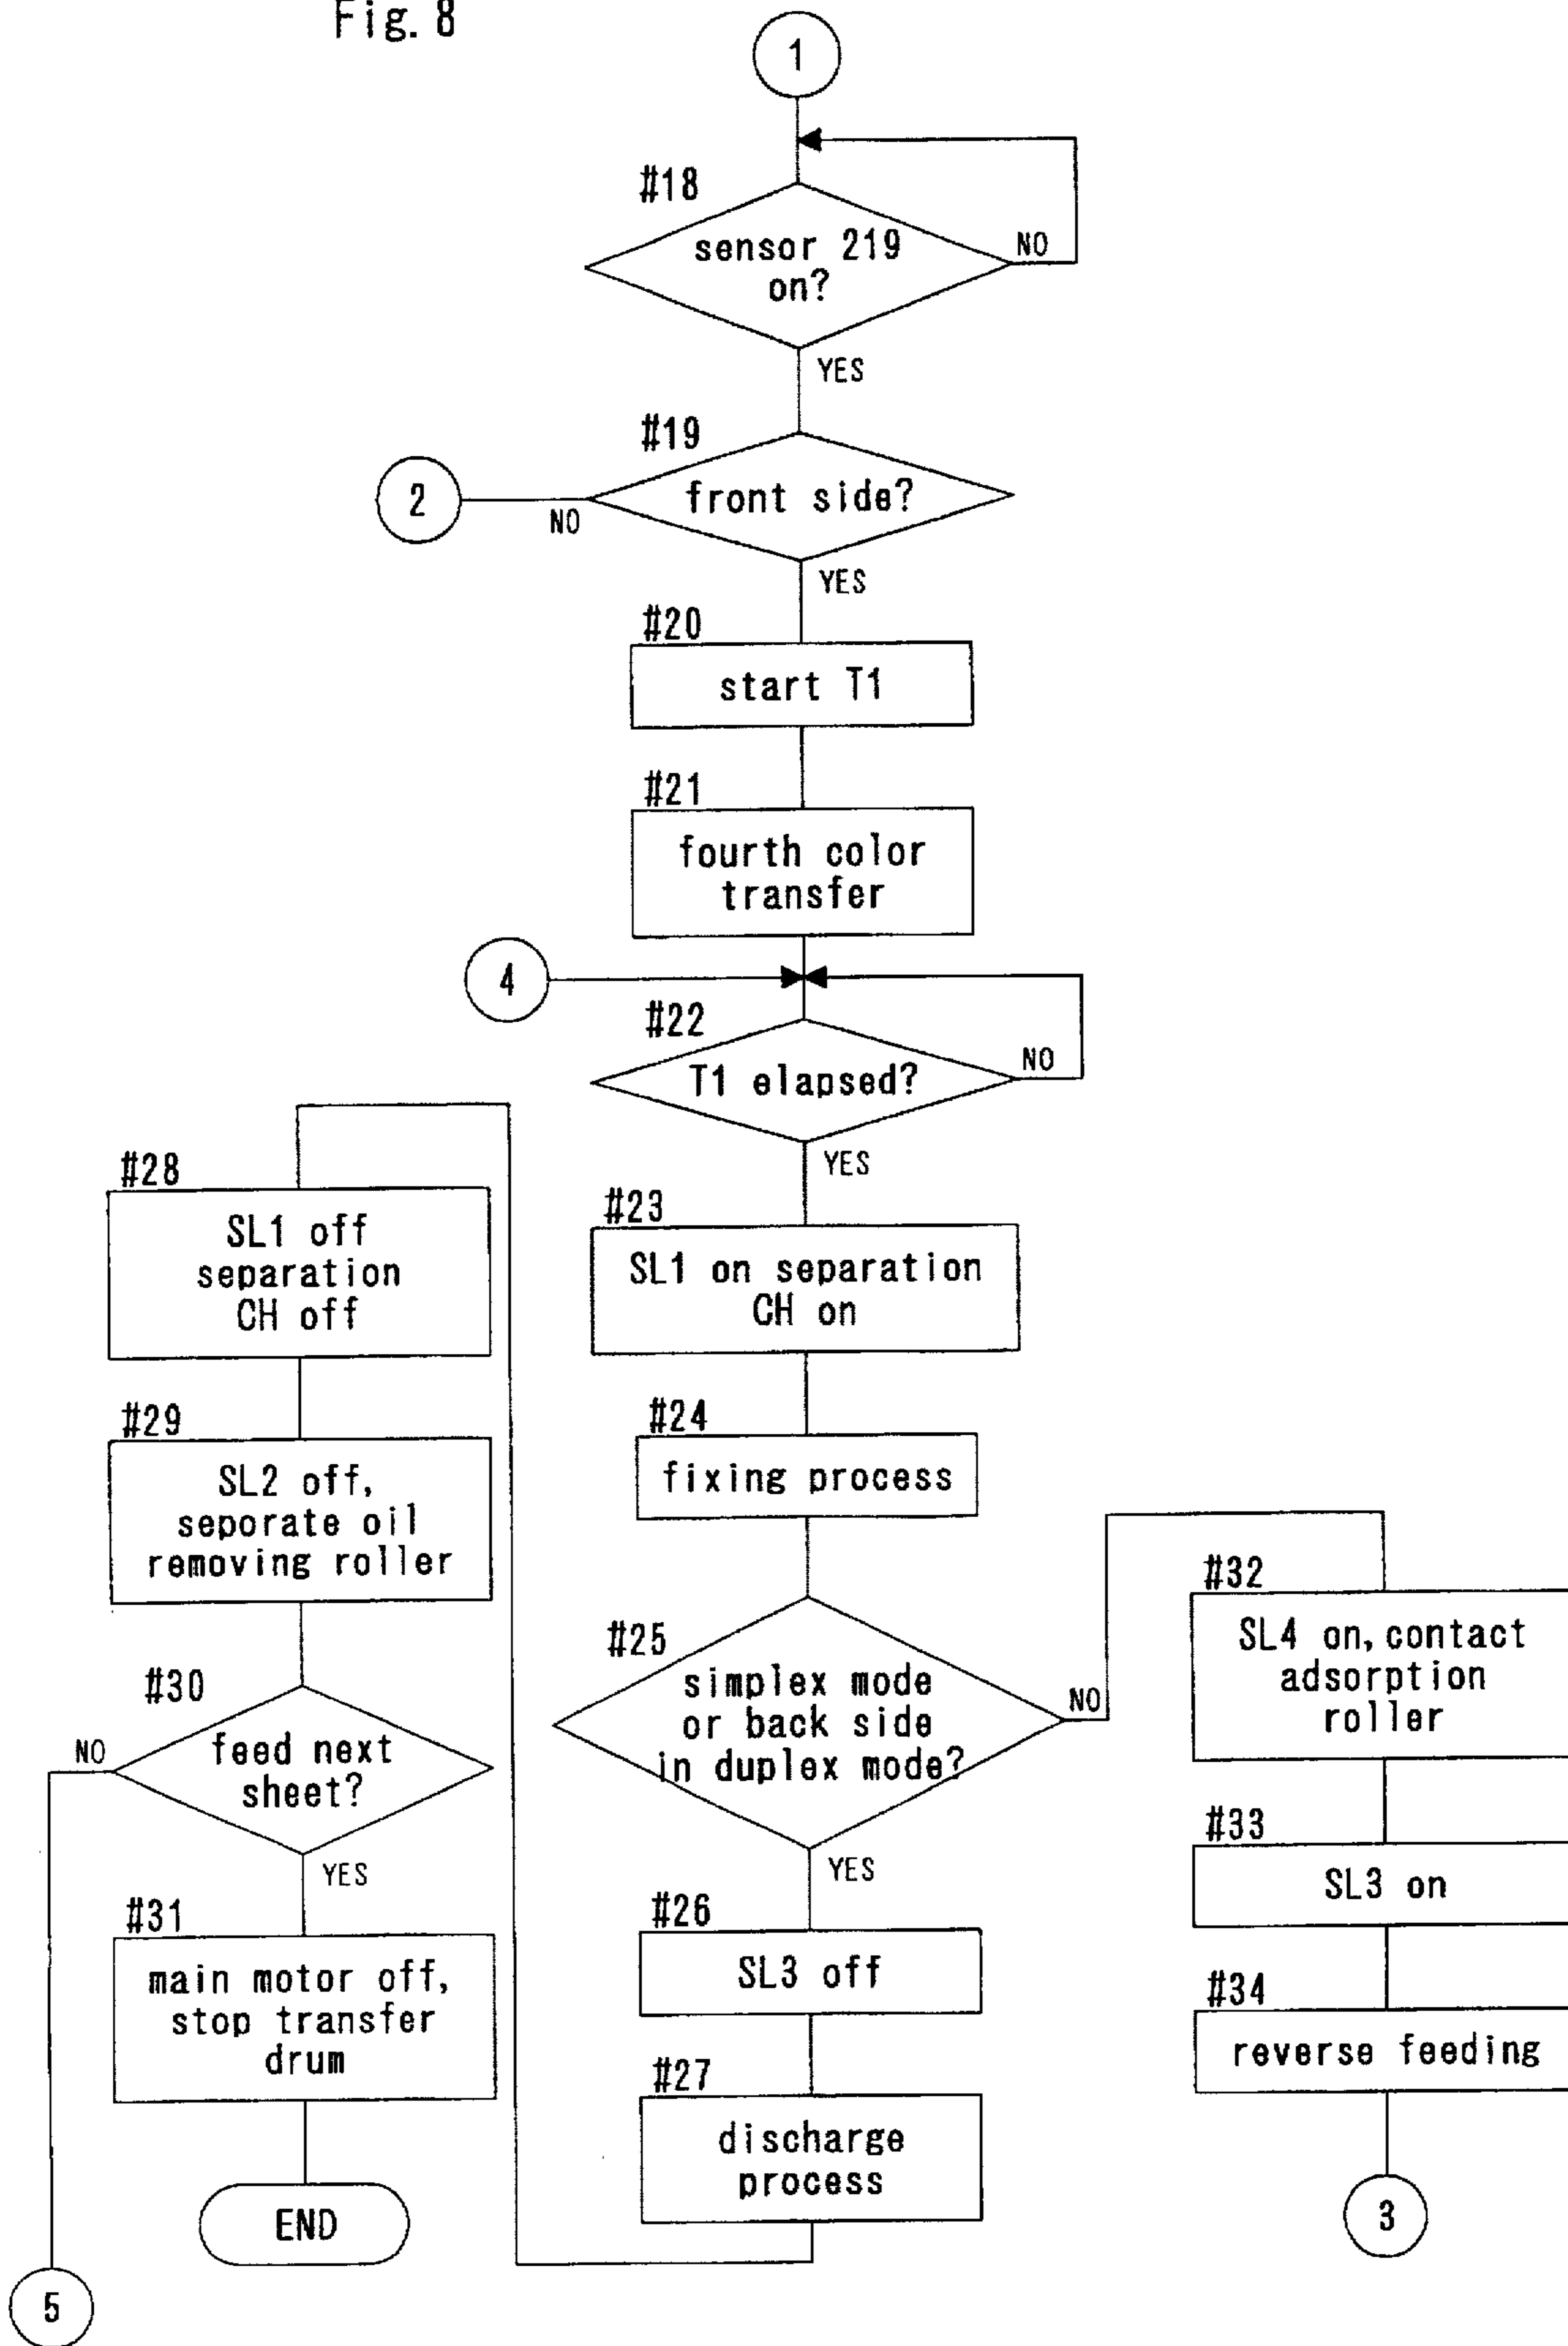 Fig. 8
1
#18
sensor 219
on?
NO
YES
#19
front side?
2
NO
YES
#20
start T1
#21
fourth color
transfer
4
#22
T1 elapsed?
NO
YES
#23
SL1 on separation
CH on
#24
fixing process
#25
simplex mode
or back side
in duplex mode?
NO
YES
#26
SL3 off
#27
discharge
process
#28
SL1 off
separation
CH off
#29
SL2 off,
seporate oil
removing roller
#30
feed next
sheet?
NO
YES
#31
main motor off,
stop transfer
drum
END
5
#32
SL4 on, contact
adsorption
roller
#33
SL3 on
#34
reverse feeding
3